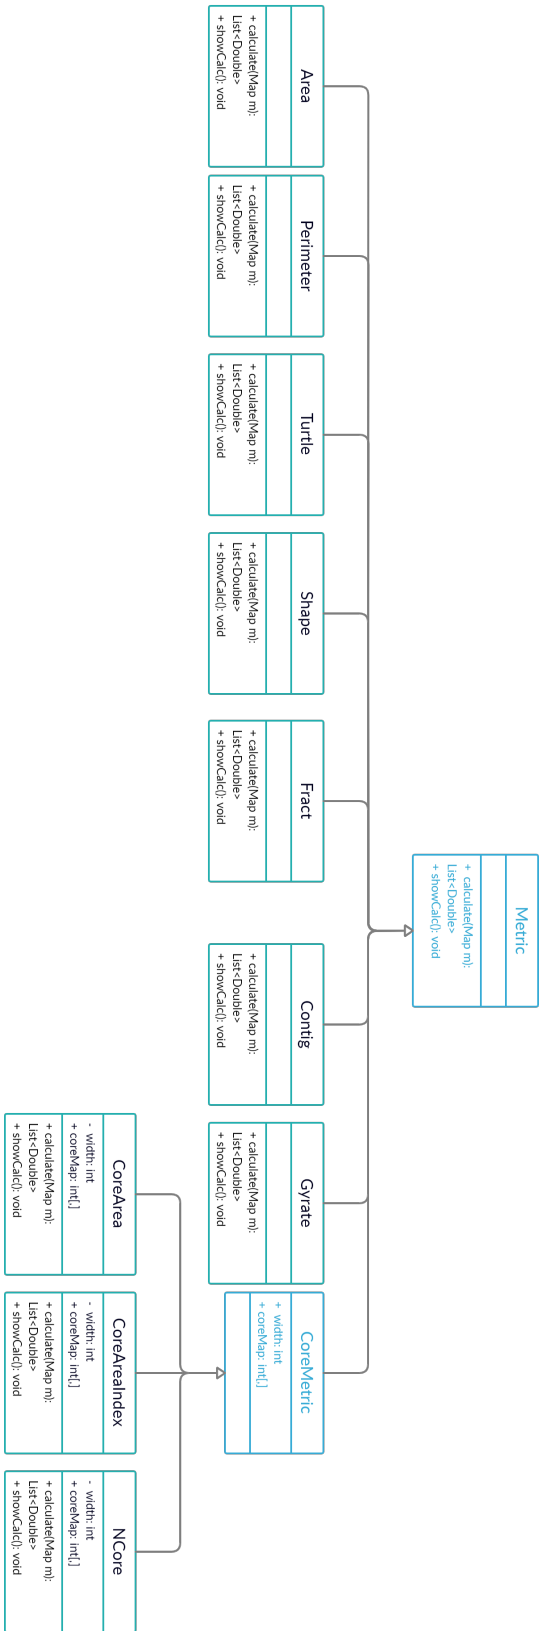 Metric
+ calculate(Map m):
List<Double>
+ showCalc(): void
Area
+ calculate(Map m):
List<Double>
+ showCalc(): void
Perimeter
+ calculate(Map m):
List<Double>
+ showCalc(): void
Turtle
+ calculate(Map m):
List<Double>
+ showCalc(): void
Shape
+ calculate(Map m):
List<Double>
+ showCalc(): void
Fract
+ calculate(Map m):
List<Double>
+ showCalc(): void
Contig
+ calculate(Map m):
List<Double>
+ showCalc(): void
Gyrate
+ calculate(Map m):
List<Double>
+ showCalc(): void
CoreMetric
+ width: int
+ coreMap: int[,]
CoreArea
- width: int
+ coreMap: int[,]
+ calculate(Map m):
List<Double>
+ showCalc(): void
CoreAreaIndex
- width: int
+ coreMap: int[,]
+ calculate(Map m):
List<Double>
+ showCalc(): void
NCore
- width: int
+ coreMap: int[,]
+ calculate(Map m):
List<Double>
+ showCalc(): void